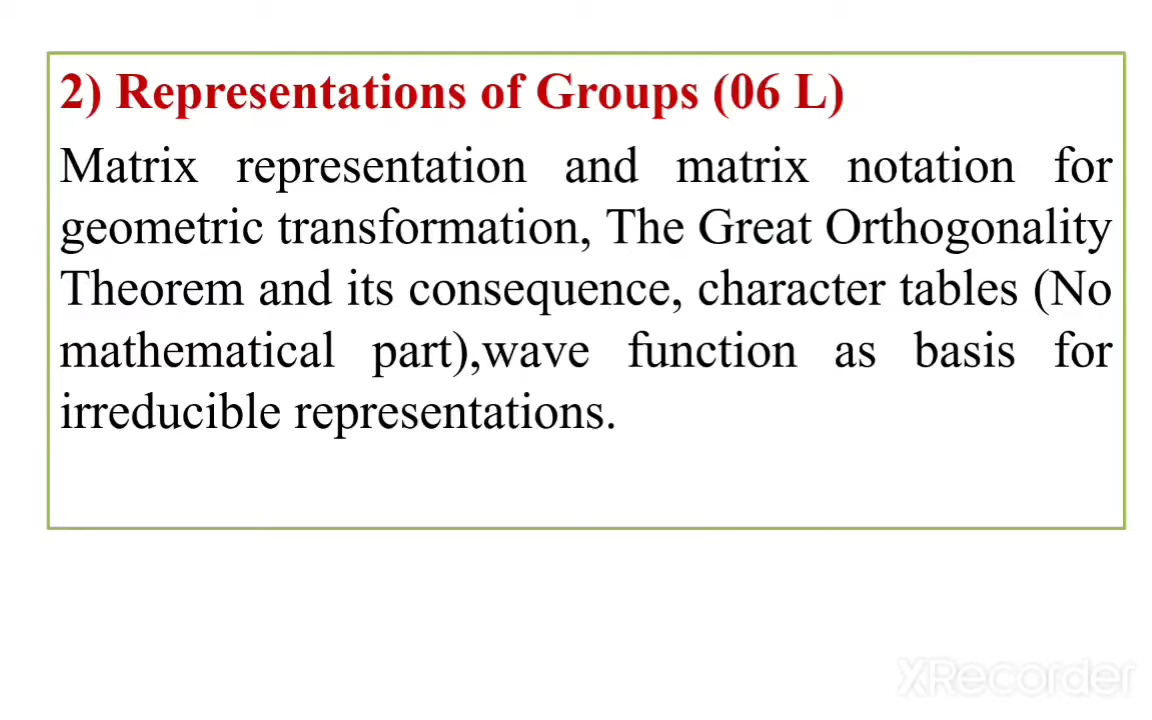 2) Representations of Groups (06 L)
Matrix representation and matrix notation for
geometric transformation, The Great Orthogonality
Theorem and its consequence, character tables (No
mathematical part),wave function as basis for
irreducible representations.
XRecorder